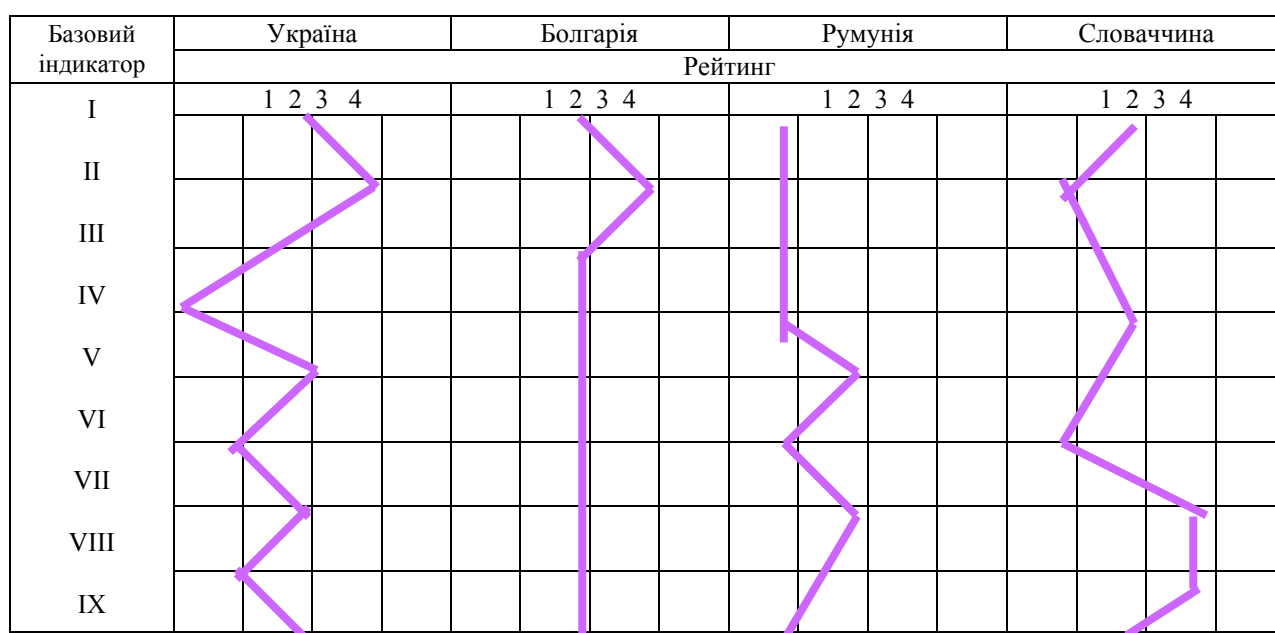 Базовий індикатор Україна Болгарія Румунія Словаччина
Рейтинг
I 1 2 3 4 1 2 3 4 1 2 3 4 1 2 3 4
II
III
IV
V
VI
VII
VIII
IX